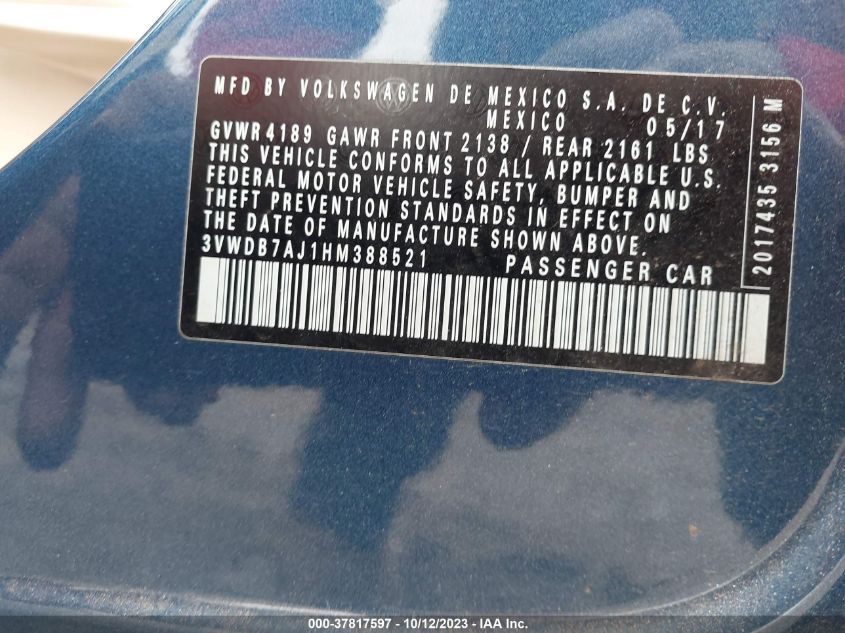 MFD BY VOLKSWAGEN DE MEXICO S.A. DE C.V.
MEXICO 05/17
GVWR 4189 GAWR FRONT 2138 / REAR 2161 LBS
THIS VEHICLE CONFORMS TO ALL APPLICABLE U.S.
FEDERAL MOTOR VEHICLE SAFETY, BUMPER AND
THEFT PREVENTION STANDARDS IN EFFECT ON
THE DATE OF MANUFACTURE SHOWN ABOVE.
3VWDB7AJ1HM388521 PASSENGER CAR
2017435 3156 M
000-37817597 - 10/12/2023 - IAA Inc.